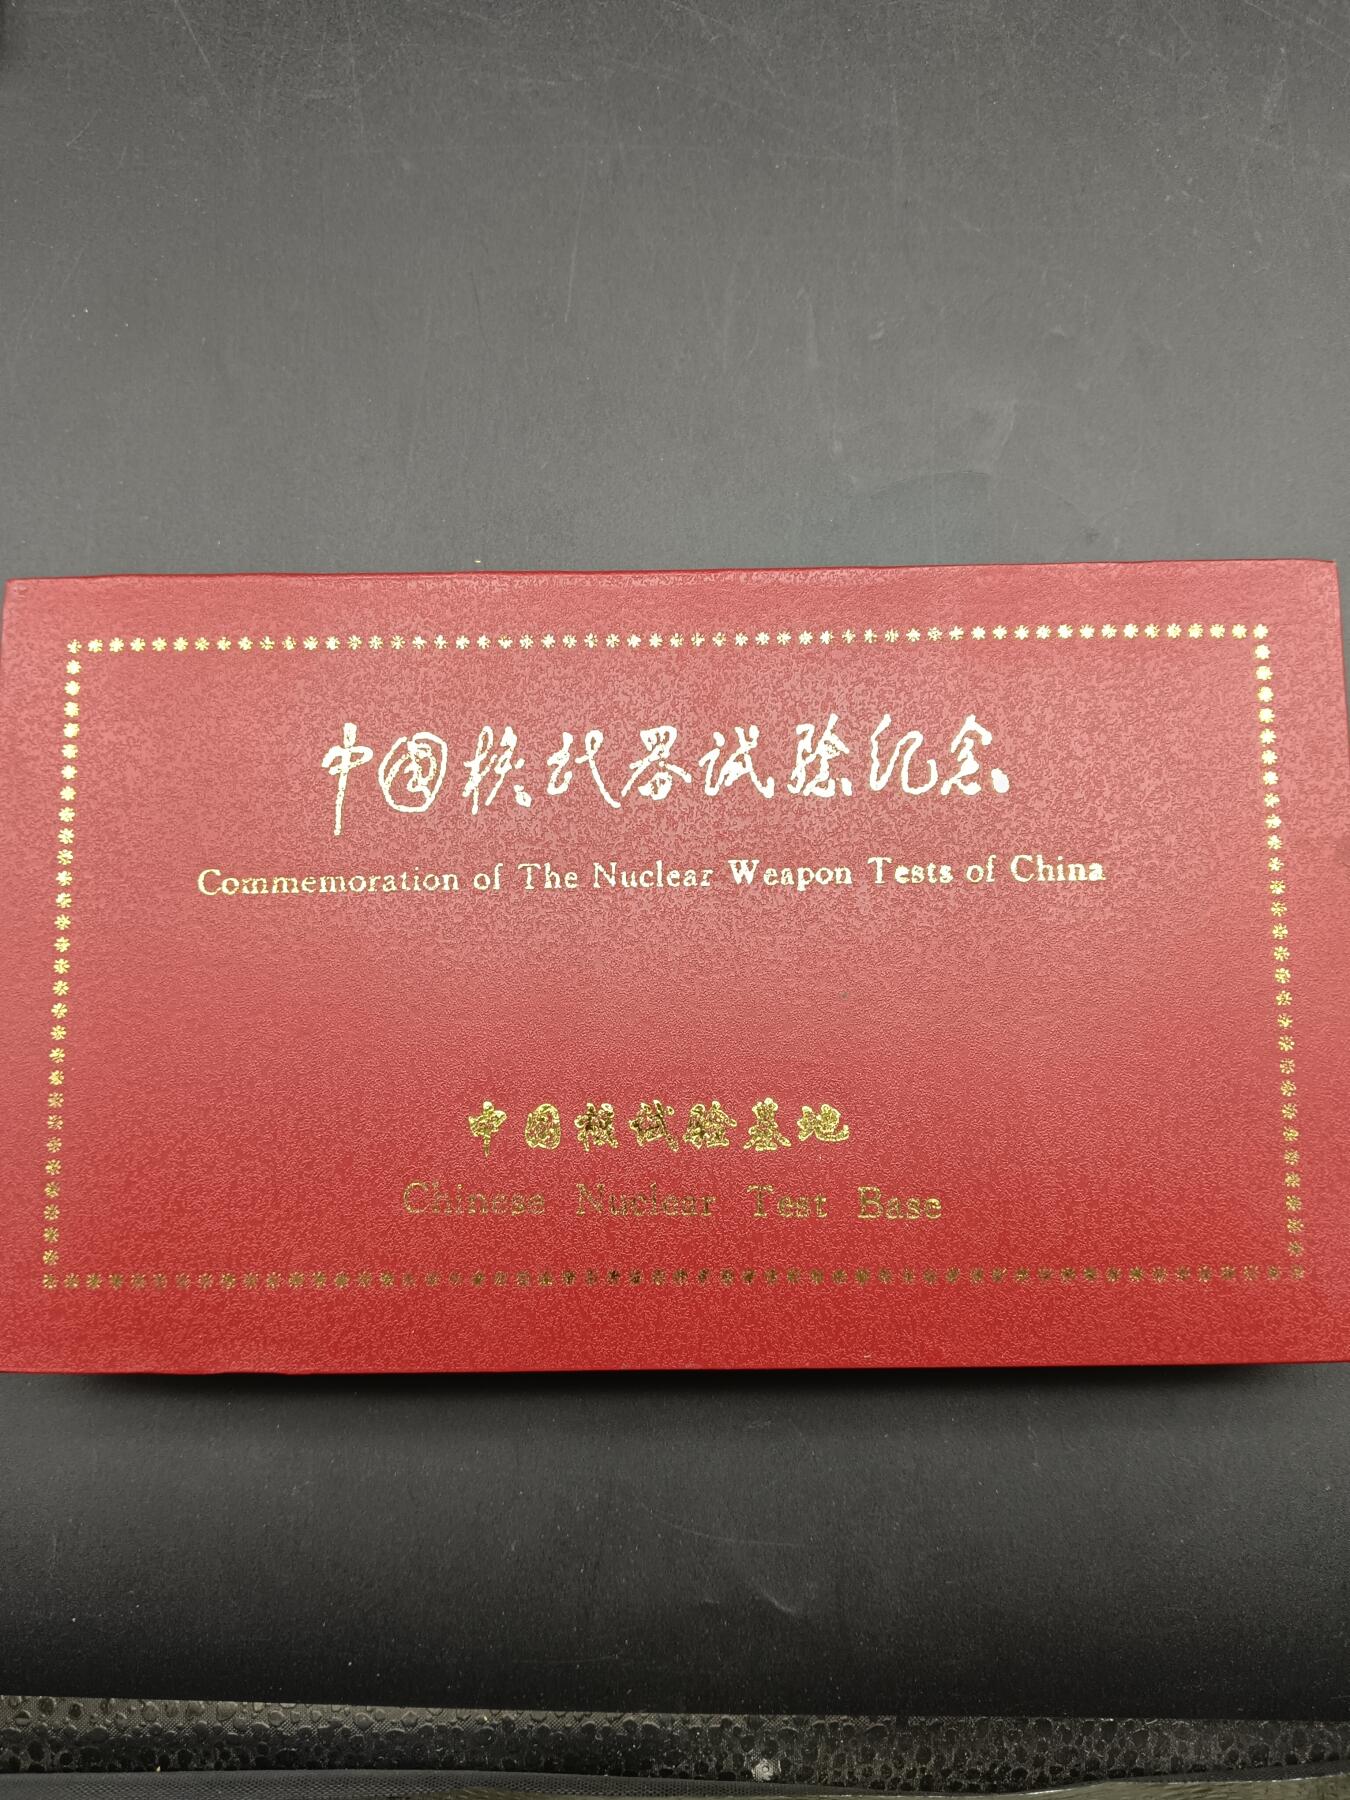 中国核武器试验纪念
Commemoration of The Nuclear Weapon Tests of China
中国核试验基地
Chinese Nuclear Test Base